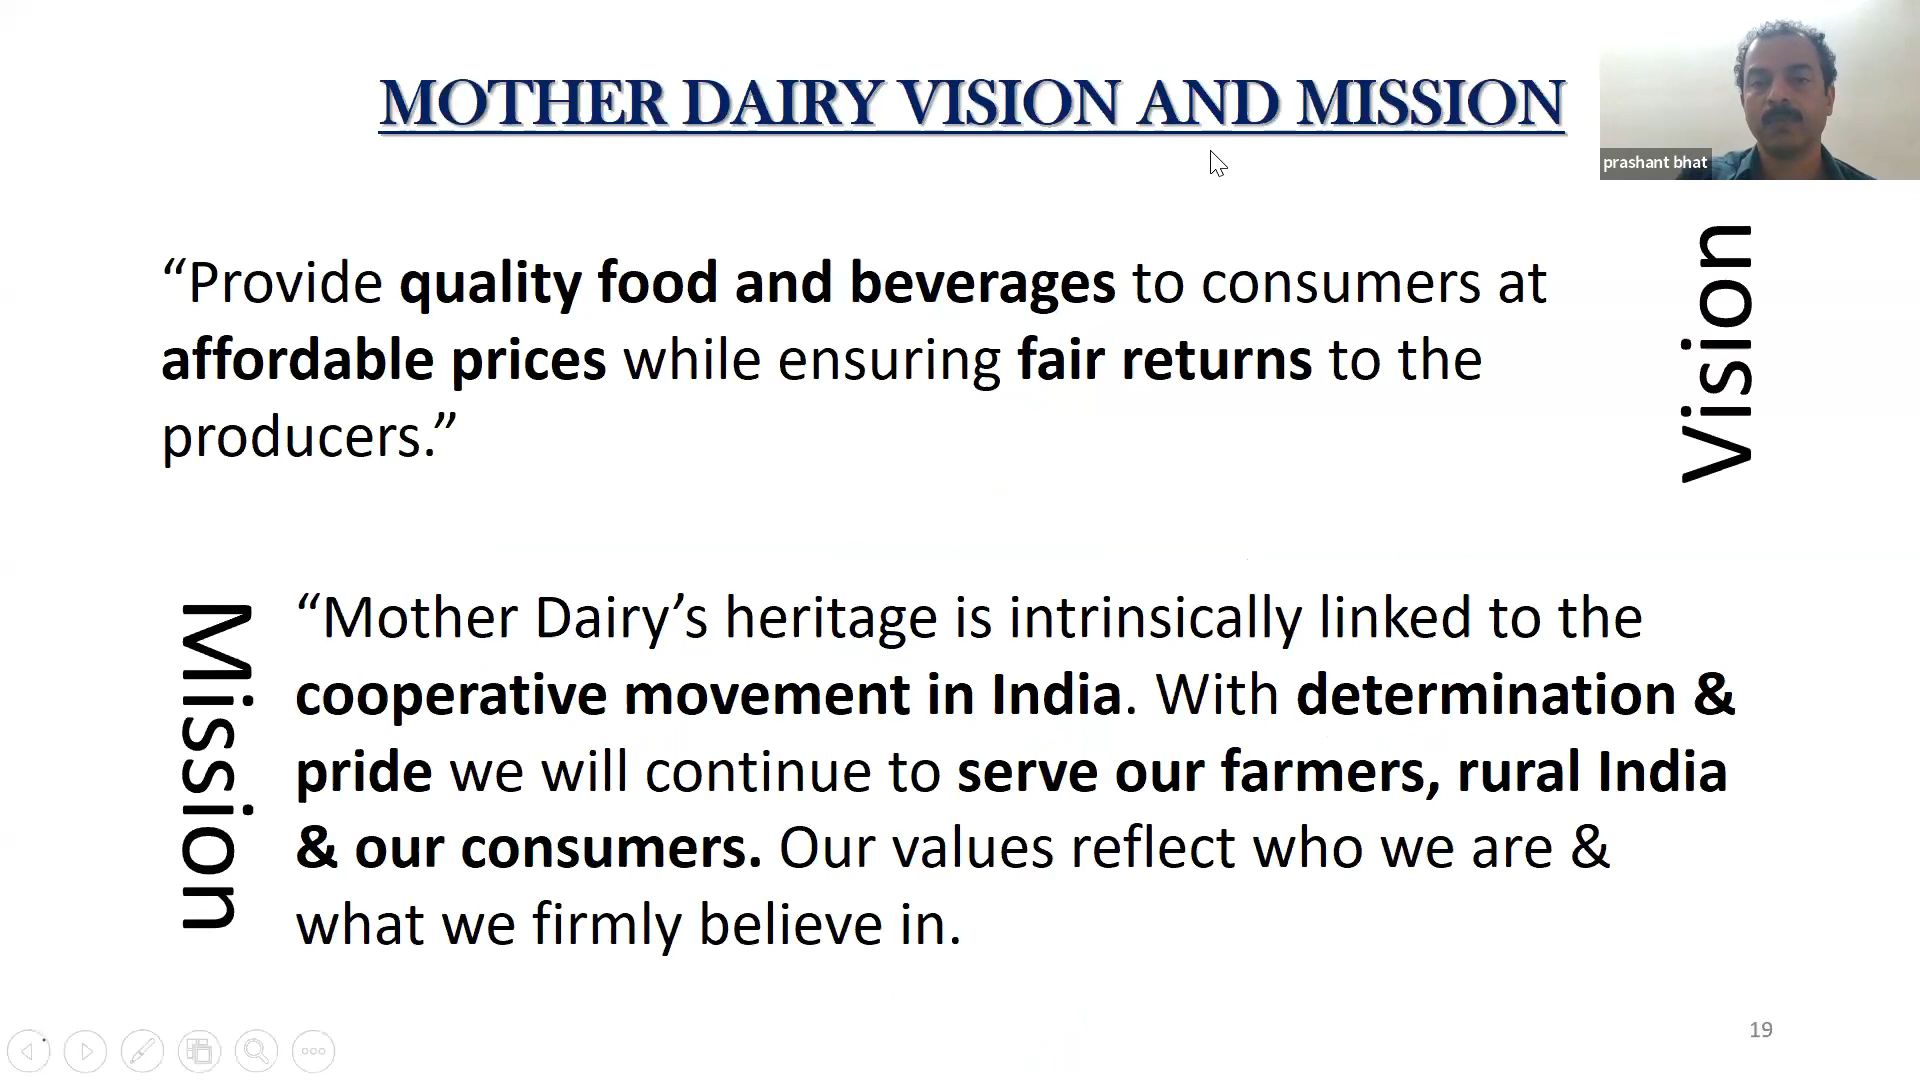 MOTHER DAIRY VISION AND MISSION
prashant bhat
“Provide quality food and beverages to consumers at
affordable prices while ensuring fair returns to the
producers.”
Vision
Mission
“Mother Dairy’s heritage is intrinsically linked to the
cooperative movement in India. With determination &
pride we will continue to serve our farmers, rural India
& our consumers. Our values reflect who we are &
what we firmly believe in.
19